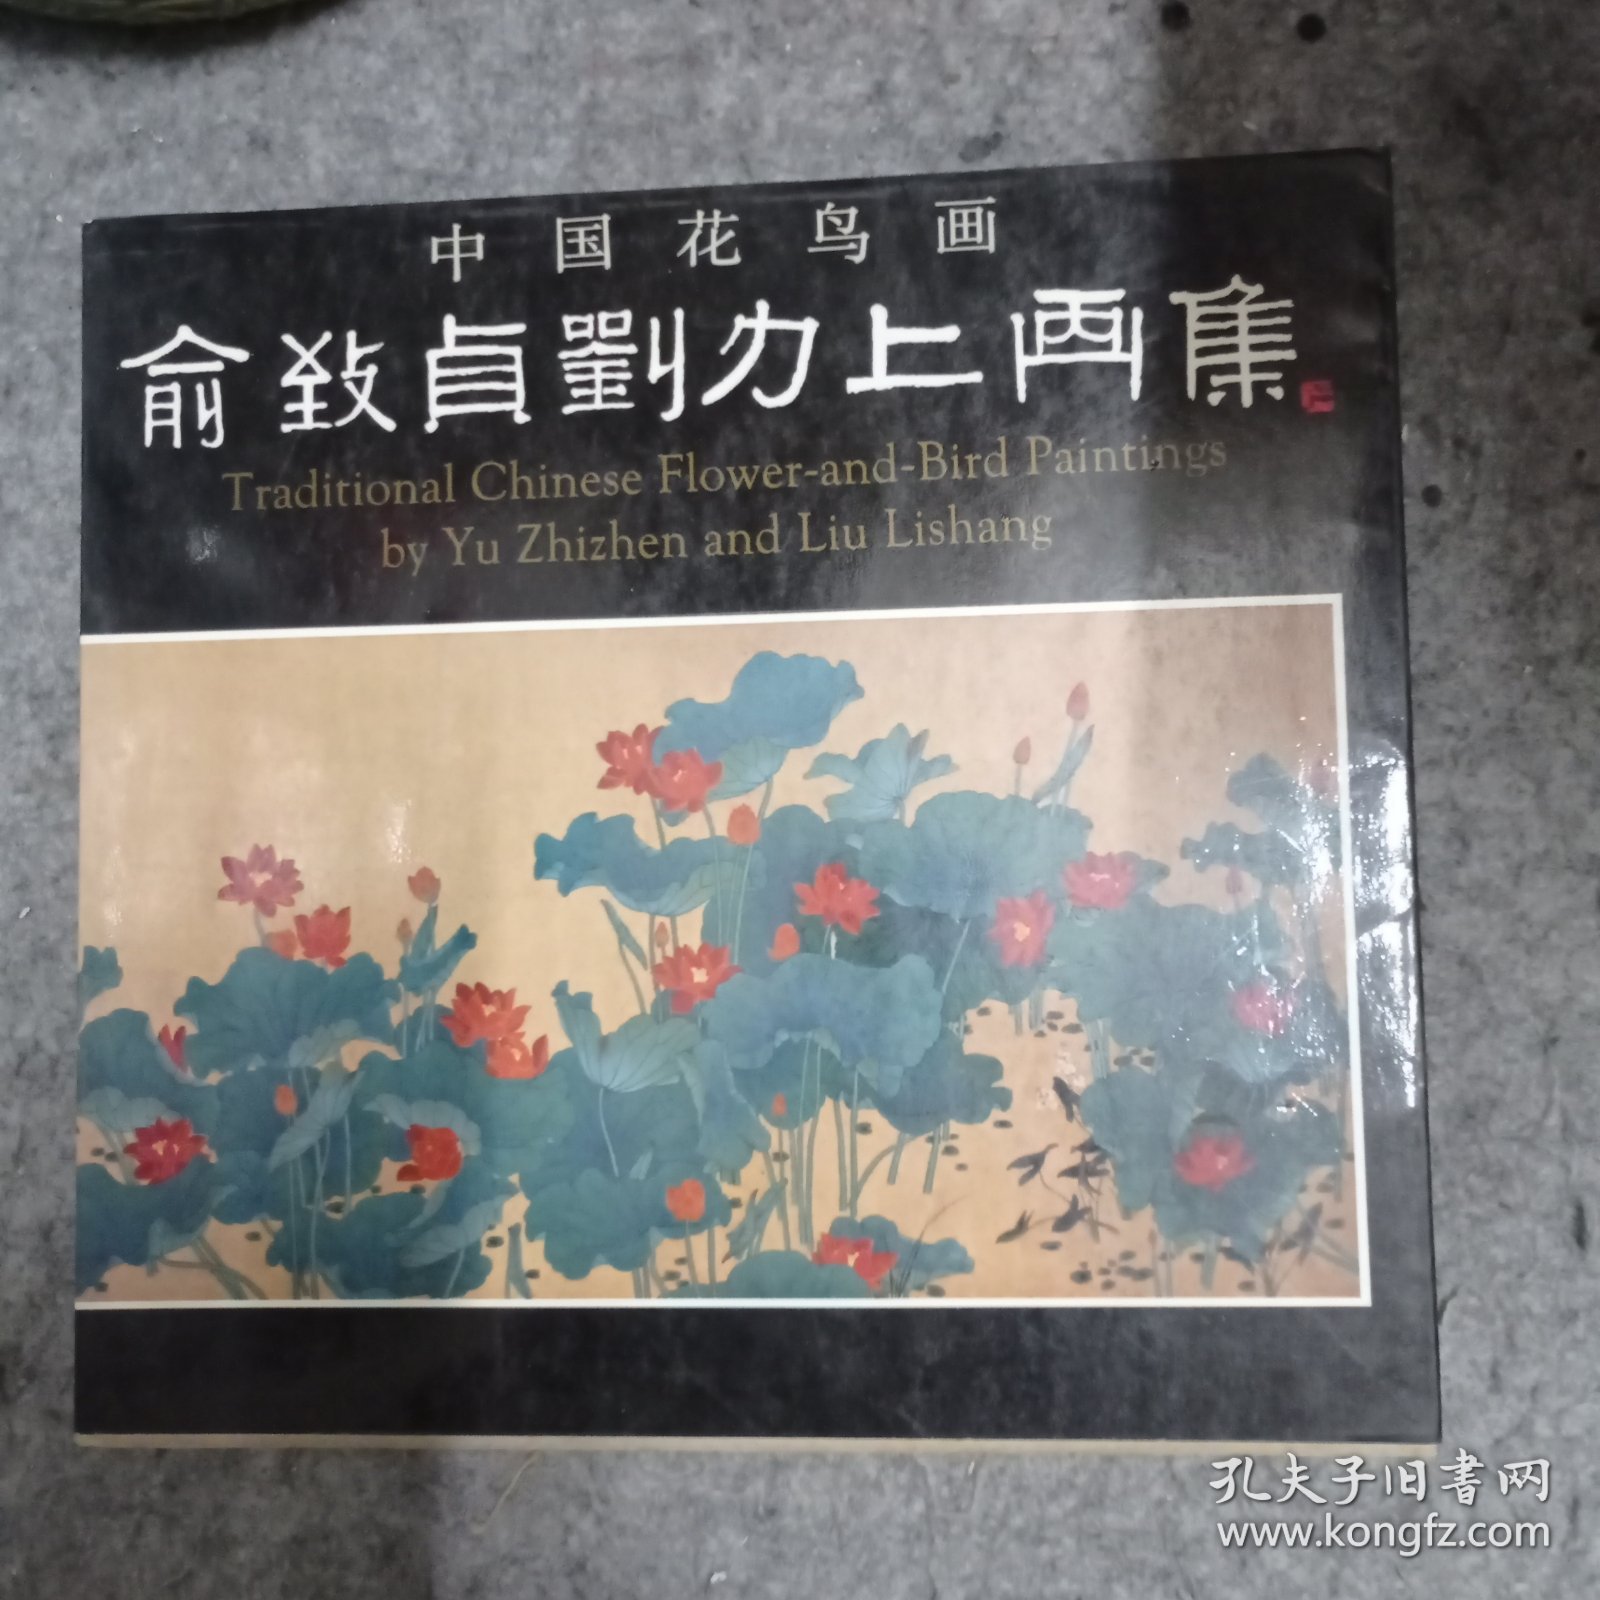 中国花鸟画
俞致貞劉力上画集
Traditional Chinese Flower-and-Bird Paintings
by Yu Zhizhen and Liu Lishang
孔夫子旧書网
www.kongfz.com